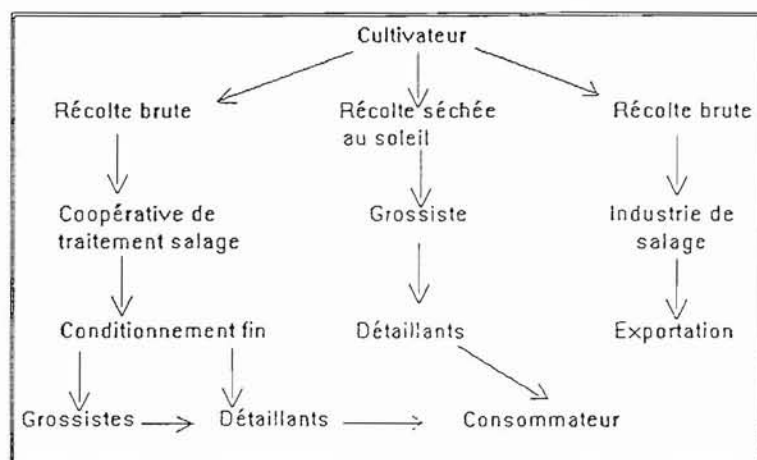 Cultivateur
Récolte brute
Récolte séchée
au soleil
Récolte brute
Coopérative de
traitement salage
Grossiste
Industrie de
salage
Conditionnement fin
Détaillants
Exportation
Grossistes
Détaillants
Consommateur